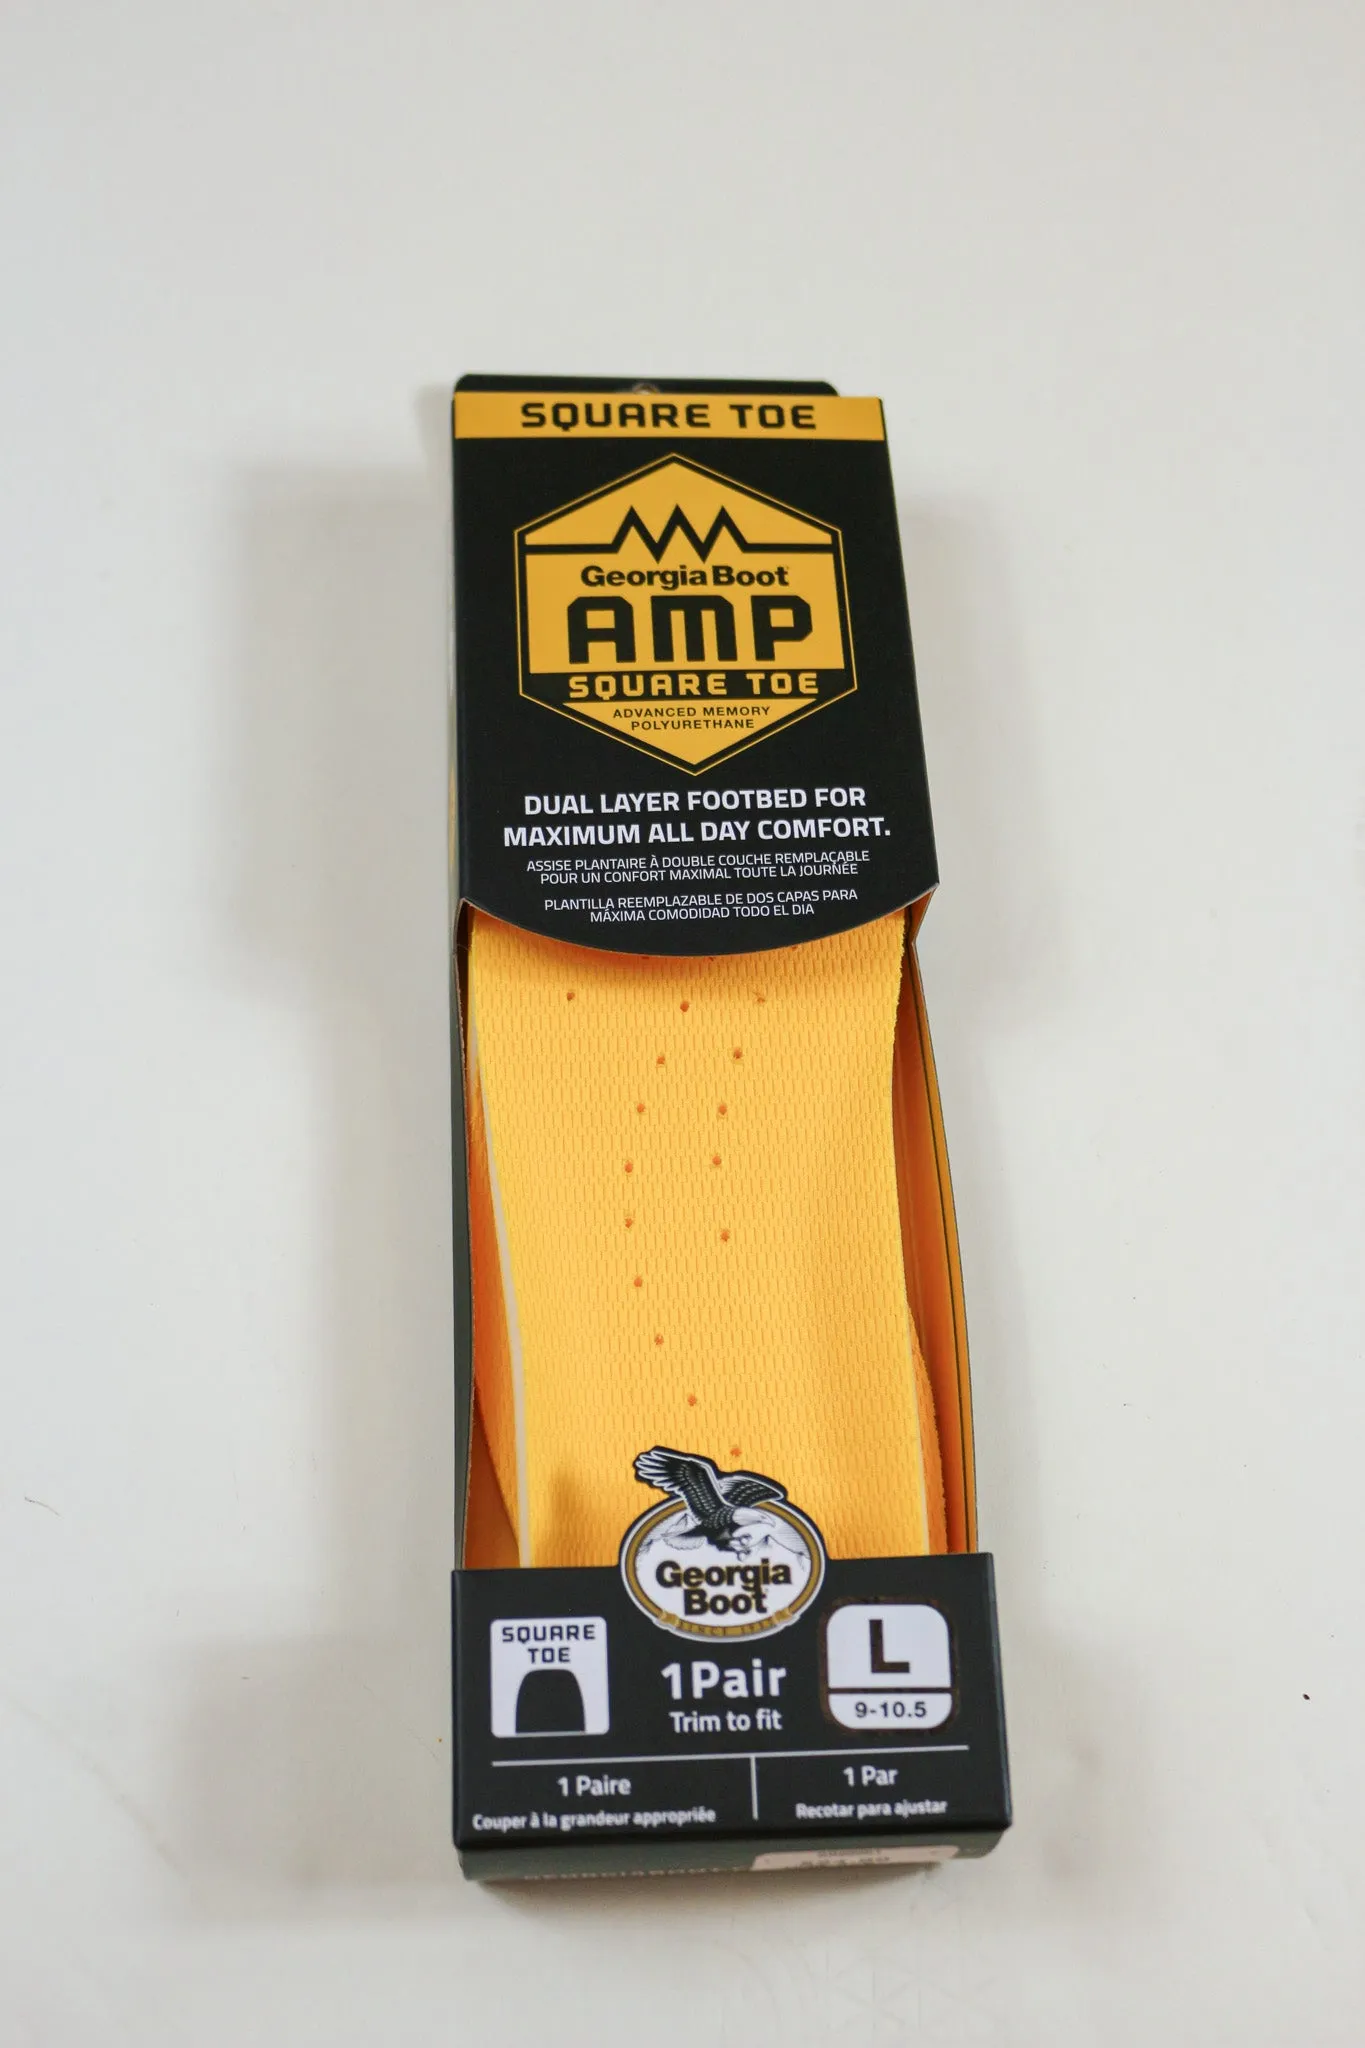 SQUARE TOE
Georgia Boot
AMP
SQUARE TOE
ADVANCED MEMORY
POLYURETHANE
DUAL LAYER FOOTBED FOR
MAXIMUM ALL DAY COMFORT.
ASSISE PLANTAIRE À DOUBLE COUCHE REMPLAÇABLE
POUR UN CONFORT MAXIMAL TOUTE LA JOURNÉE
PLANTILLA REEMPLAZABLE DE DOS CAPAS PARA
MÁXIMA COMODIDAD TODO EL DIA
Georgia
Boot
SQUARE
TOE
1 Pair
Trim to fit
L
9-10.5
1 Paire
Couper à la grandeur appropriée
1 Par
Recotar para ajustar